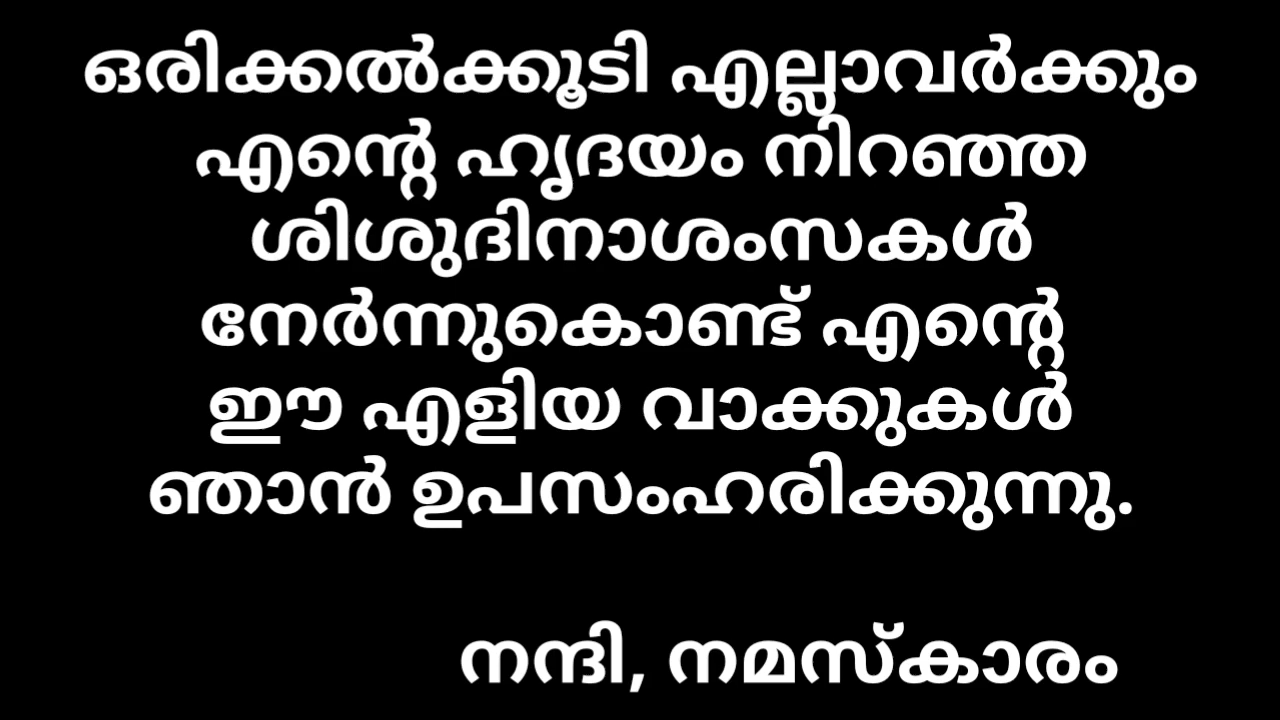 ഒരിക്കൽക്കൂടി എല്ലാവർക്കും
എന്റെ ഹൃദയം നിറഞ്ഞ
ശിശുദിനാശംസകൾ
നേർന്നുകൊണ്ട് എന്റെ
ഈ എളിയ വാക്കുകൾ
ഞാൻ ഉപസംഹരിക്കുന്നു.
നന്ദി, നമസ്കാരം